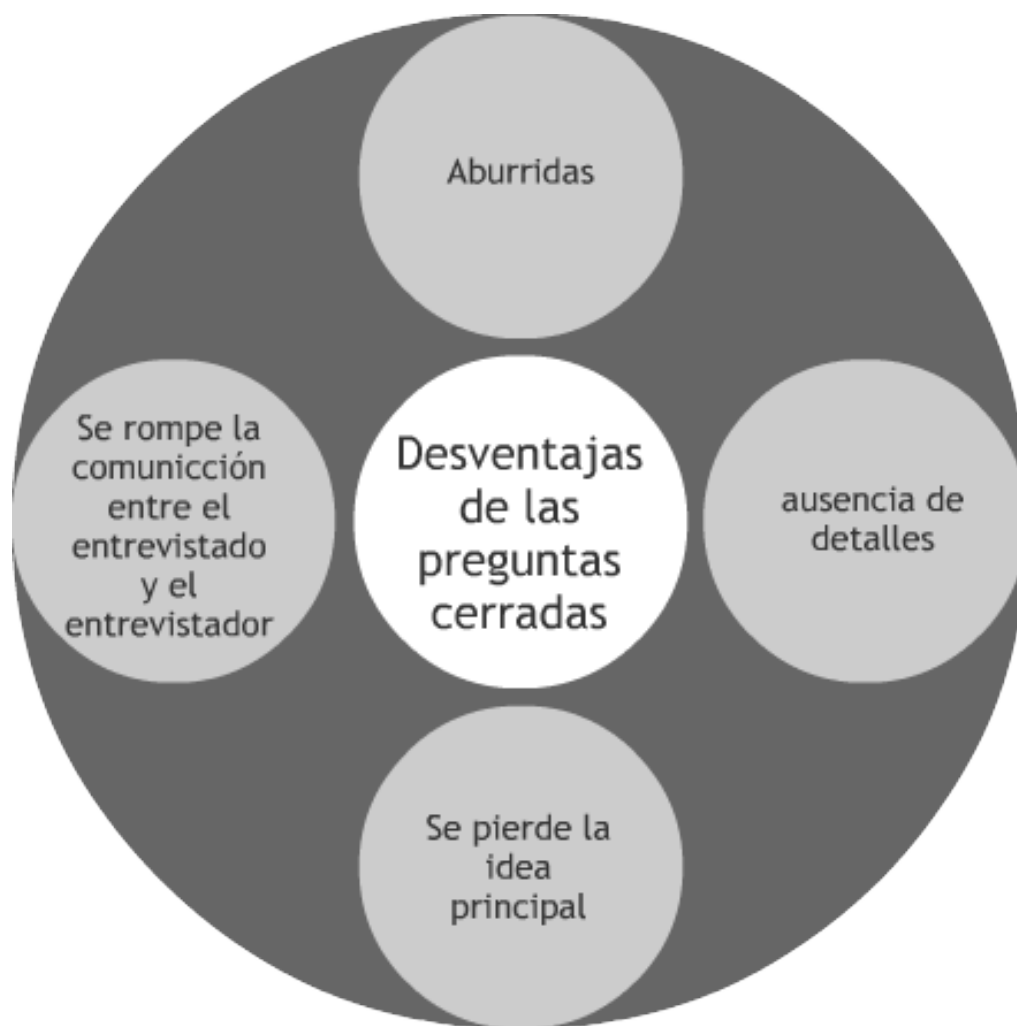 Aburridas
Se rompe la
comunicción
entre el
entrevistado
y el
entrevistador
Desventajas
de las
preguntas
cerradas
ausencia de
detalles
Se pierde la
idea
principal